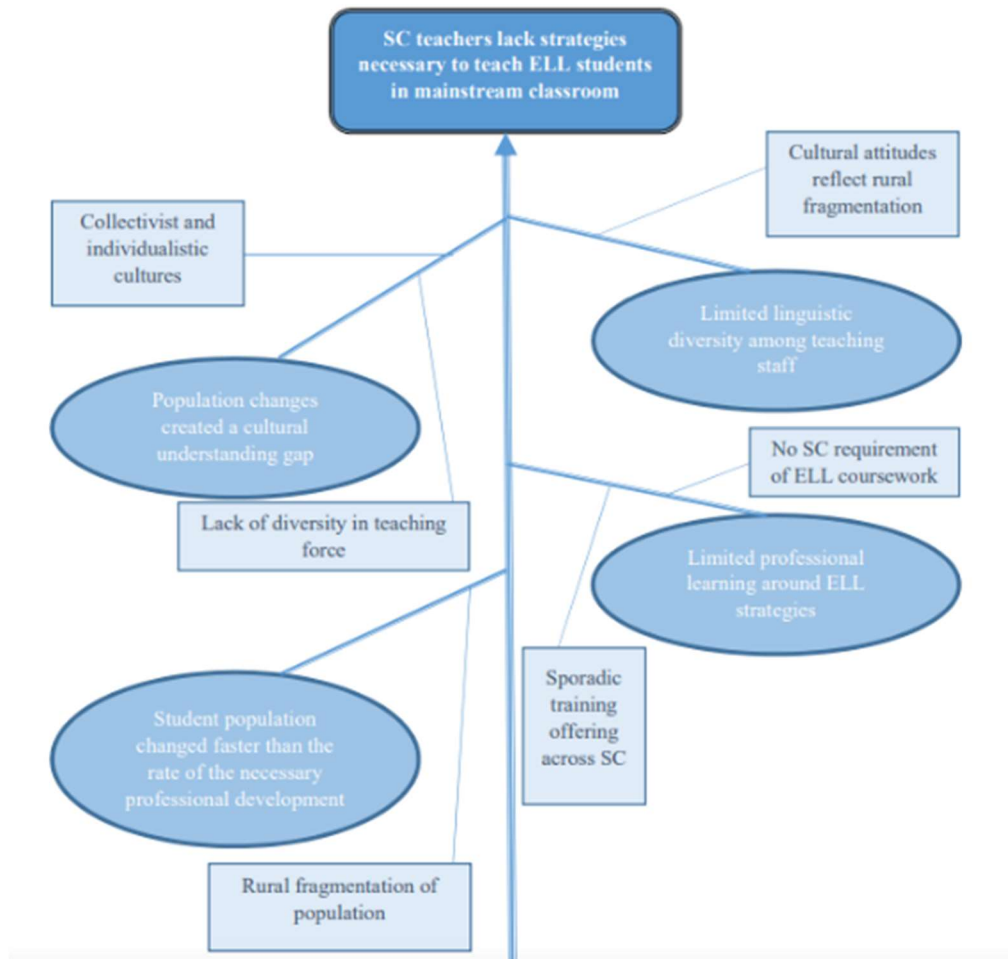 SC teachers lack strategies
necessary to teach ELL students
in mainstream classroom
Cultural attitudes
reflect rural
fragmentation
Collectivist and
individualistic
cultures
Limited linguistic
diversity among teaching
staff
Population changes
created a cultural
understanding gap
No SC requirement
of ELL coursework
Lack of diversity in teaching
force
Limited professional
learning around ELL
strategies
Sporadic
training
offering
across SC
Student population
changed faster than the
rate of the necessary
professional development
Rural fragmentation of
population